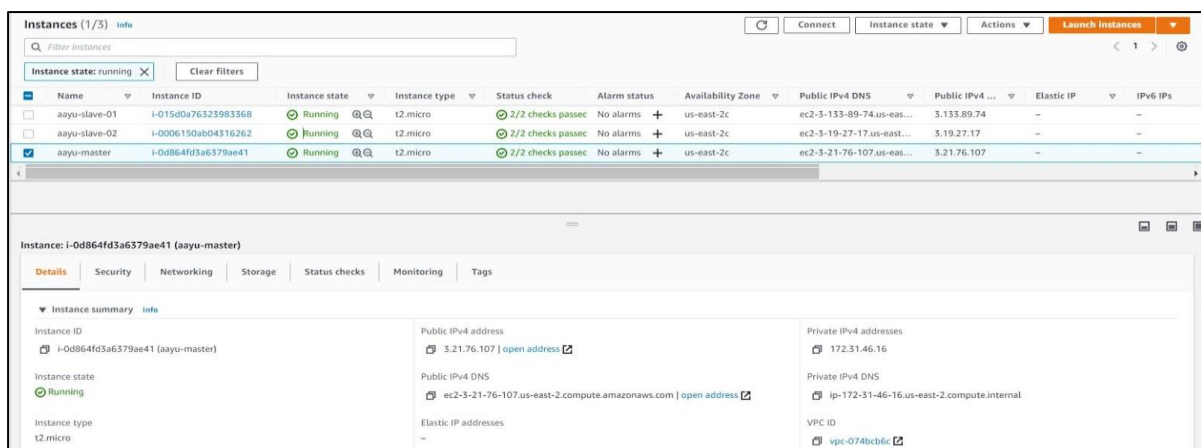 Instances (1/3) Info
Connect Instance state Actions Launch instances
Filter instances
1
Instance state: running Clear filters
Name Instance ID Instance state Instance type Status check Alarm status Availability Zone Public IPv4 DNS Public IPv4 ... Elastic IP IPv6 IPs
aayu-slave-01 i-015d0a76323983368 Running t2.micro 2/2 checks passec No alarms + us-east-2c ec2-3-133-89-74.us-eas... 3.133.89.74 – –
aayu-slave-02 i-0006150ab04316262 Running t2.micro 2/2 checks passec No alarms + us-east-2c ec2-3-19-27-17.us-east... 3.19.27.17 – –
aayu-master i-0d864fd3a6379ae41 Running t2.micro 2/2 checks passec No alarms + us-east-2c ec2-3-21-76-107.us-eas... 3.21.76.107 – –
Instance: i-0d864fd3a6379ae41 (aayu-master)
Details Security Networking Storage Status checks Monitoring Tags
Instance summary Info
Instance ID Public IPv4 address Private IPv4 addresses
i-0d864fd3a6379ae41 (aayu-master) 3.21.76.107 | open address 172.31.46.16
Instance state Public IPv4 DNS Private IPv4 DNS
Running ec2-3-21-76-107.us-east-2.compute.amazonaws.com | open address ip-172-31-46-16.us-east-2.compute.internal
Instance type Elastic IP addresses VPC ID
t2.micro – vpc-074bcb6c